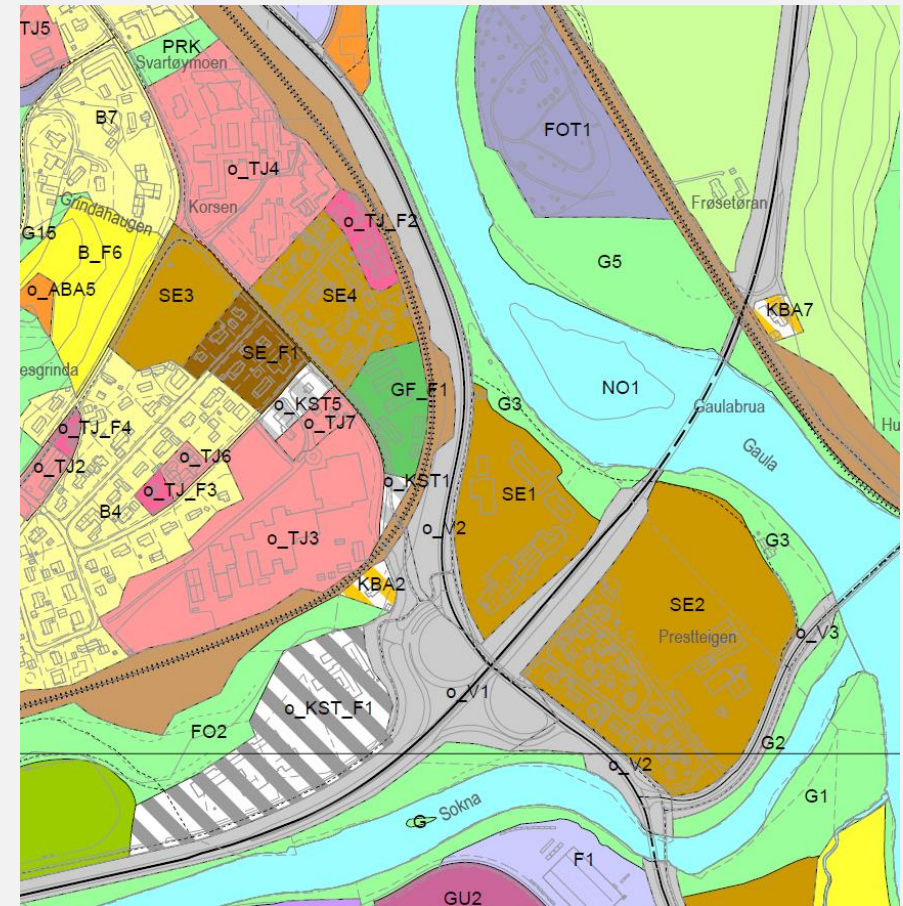 TJ5
PRK
Svartøymoen
B7
FOT1
o_TJ4
Grindahaugen
Korsen
Frøsetøran
o_TJ_F2
G15
B_F6
G5
o_ABA5
SE3
SE4
KBA7
SE_F1
esgrinda
GF_F1
NO1
o_KST5
G3
Gaulabrua
o_TJ7
Hu
o_TJ_F4
Gaula
o_TJ6
o_TJ2
o_KST1
o_TJ_F3
SE1
B4
o_V2
o_TJ3
G3
KBA2
SE2
o_V3
Prestteigen
o_V1
o_KST_F1
FO2
G2
o_V2
G1
G
Sokna
F1
GU2